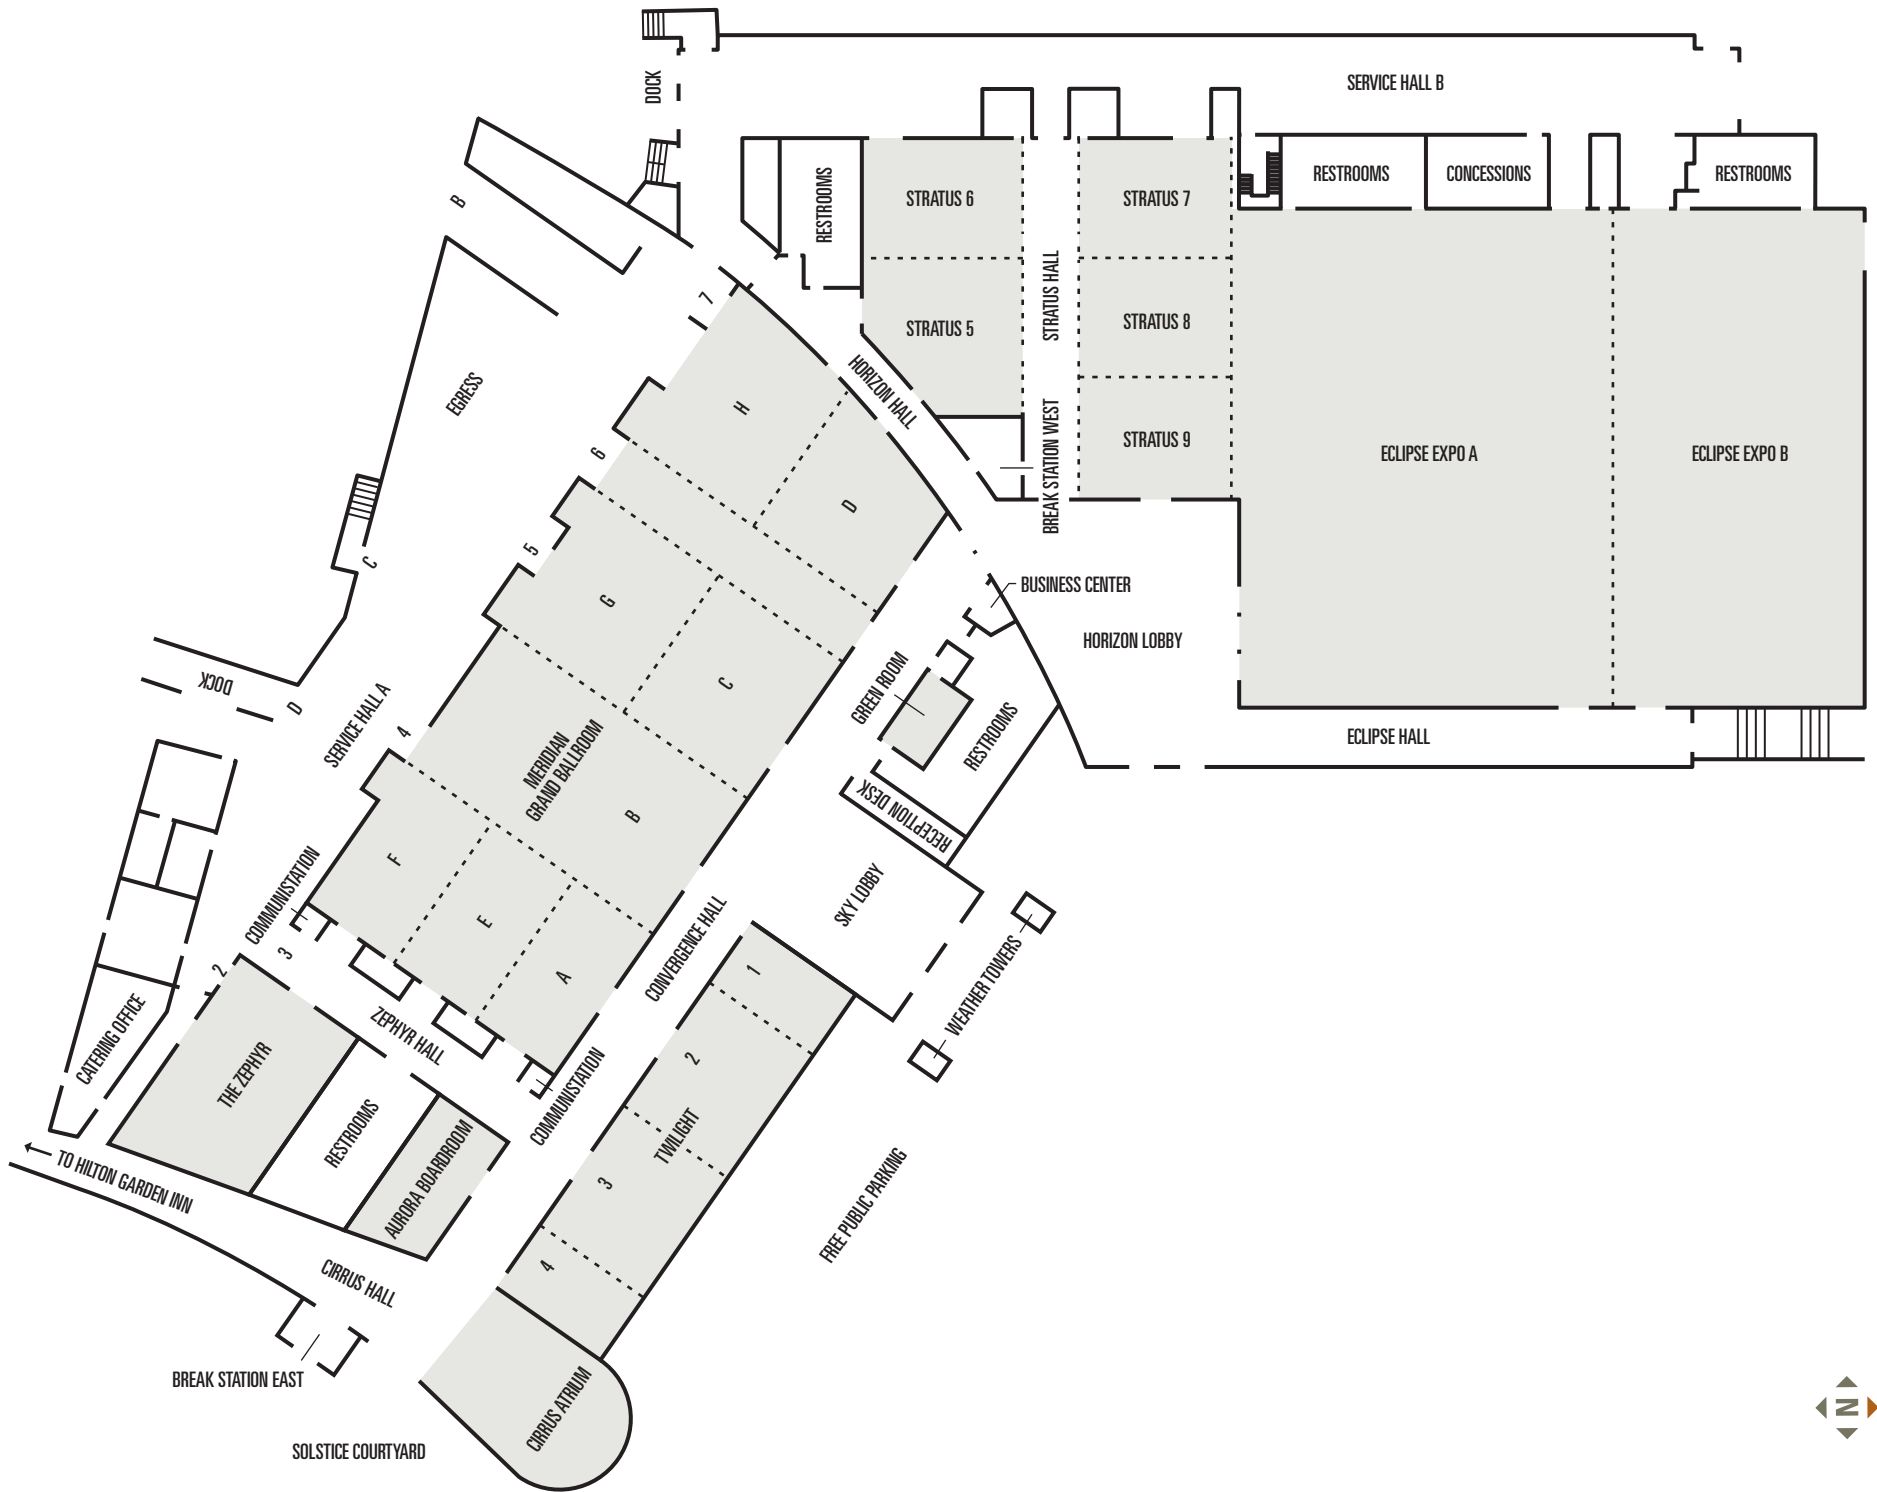 DOCK
SERVICE HALL B
B
RESTROOMS
STRATUS 6
STRATUS 7
RESTROOMS
CONCESSIONS
RESTROOMS
7
STRATUS 5
STRATUS HALL
STRATUS 8
EGRESS
HORIZON HALL
H
D
6
BREAK STATION WEST
STRATUS 9
ECLIPSE EXPO A
ECLIPSE EXPO B
5
C
G
C
BUSINESS CENTER
HORIZON LOBBY
DOCK
D
SERVICE HALL A
4
MERIDIAN
GRAND BALLROOM
B
GREEN ROOM
RESTROOMS
ECLIPSE HALL
RECEPTION DESK
F
E
A
COMMUNISTATION
3
2
SKY LOBBY
CONVERGENCE HALL
WEATHER TOWERS
CATERING OFFICE
ZEPHYR HALL
THE ZEPHYR
RESTROOMS
AURORA BOARDROOM
COMMUNISTATION
1
2
TWILIGHT
3
4
FREE PUBLIC PARKING
TO HILTON GARDEN INN
CIRRUS HALL
BREAK STATION EAST
CIRRUS ATRIUM
SOLSTICE COURTYARD
N